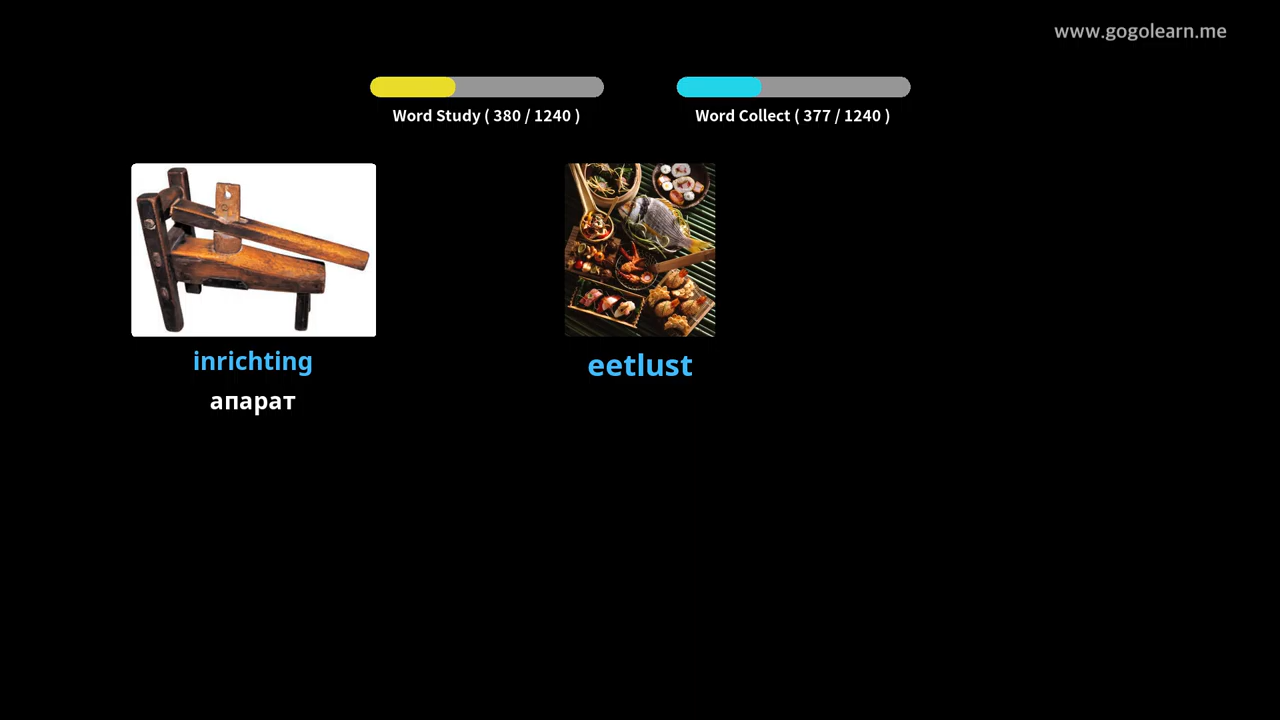 www.gogolearn.me
Word Study ( 380 / 1240 )
Word Collect ( 377 / 1240 )
inrichting
апарат
eetlust